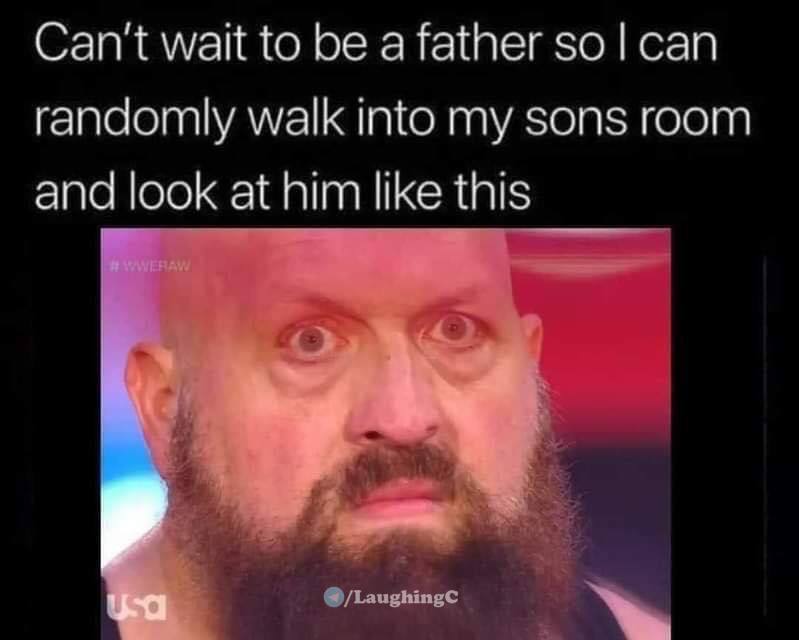 Can't wait to be a father so I can
randomly walk into my sons room
and look at him like this
#WWERAW
usa
/LaughingC